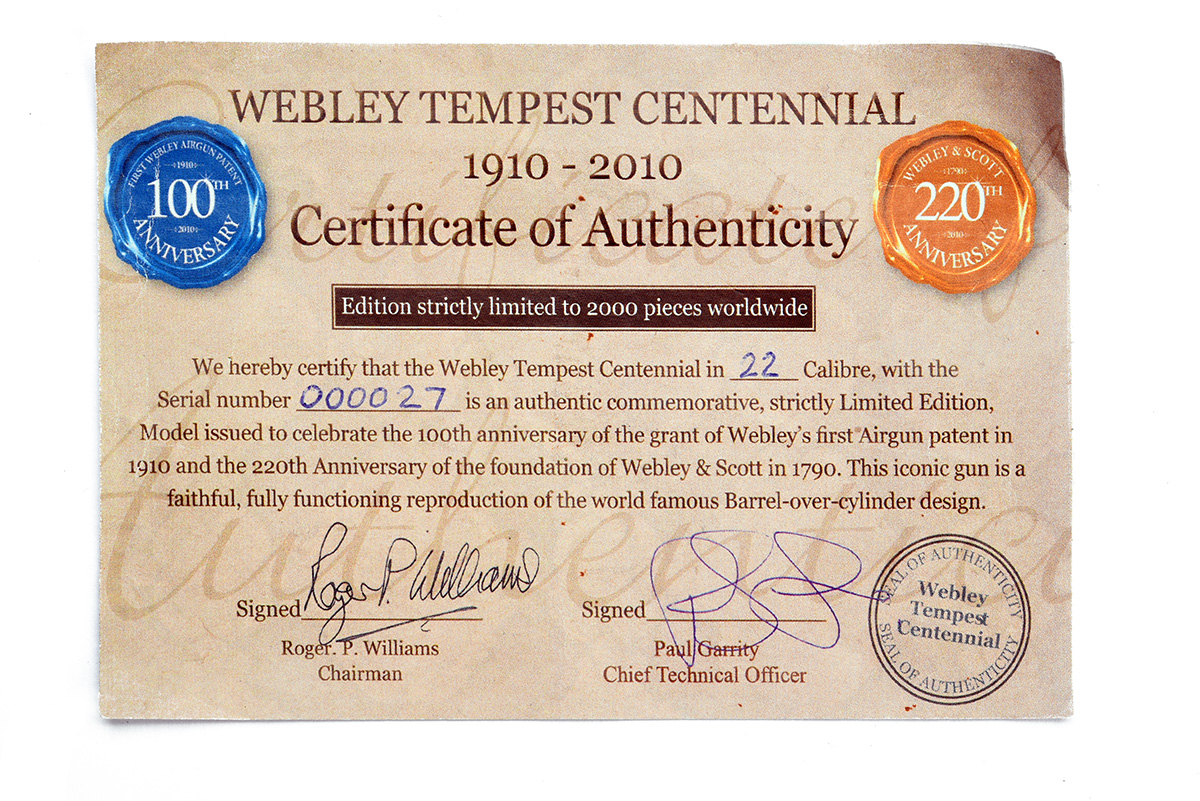 WEBLEY TEMPEST CENTENNIAL
1910 - 2010
Certificate of Authenticity
FIRST WEBLEY AIRGUN PATENT
1910
100TH
2010
ANNIVERSARY
WEBLEY & SCOTT
1790
220TH
2010
ANNIVERSARY
Edition strictly limited to 2000 pieces worldwide
We hereby certify that the Webley Tempest Centennial in 22 Calibre, with the
Serial number 000027 is an authentic commemorative, strictly Limited Edition,
Model issued to celebrate the 100th anniversary of the grant of Webley's first Airgun patent in
1910 and the 220th Anniversary of the foundation of Webley & Scott in 1790. This iconic gun is a
faithful, fully functioning reproduction of the world famous Barrel-over-cylinder design.
Signed Roger P. Williams
Roger. P. Williams
Chairman
Signed
Paul Garrity
Chief Technical Officer
SEAL OF AUTHENTICITY
Webley
Tempest
Centennial
SEAL OF AUTHENTICITY